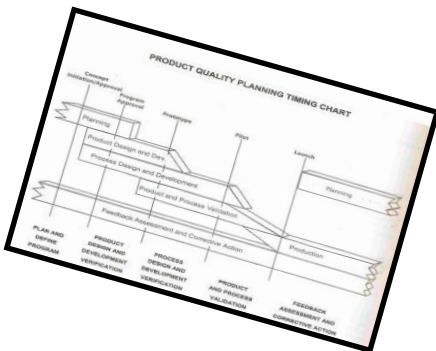 PRODUCT QUALITY PLANNING TIMING CHART
Concept
Initiation/Approval
Program
Approval
Prototype
Pilot
Launch
Planning
Planning
Product Design and Dev.
Process Design and Development
Product and Process Validation
Production
Feedback Assessment and Corrective Action
PLAN AND
DEFINE
PROGRAM
PRODUCT
DESIGN AND
DEVELOPMENT
VERIFICATION
PROCESS
DESIGN AND
DEVELOPMENT
VERIFICATION
PRODUCT
AND PROCESS
VALIDATION
FEEDBACK
ASSESSMENT AND
CORRECTIVE ACTION